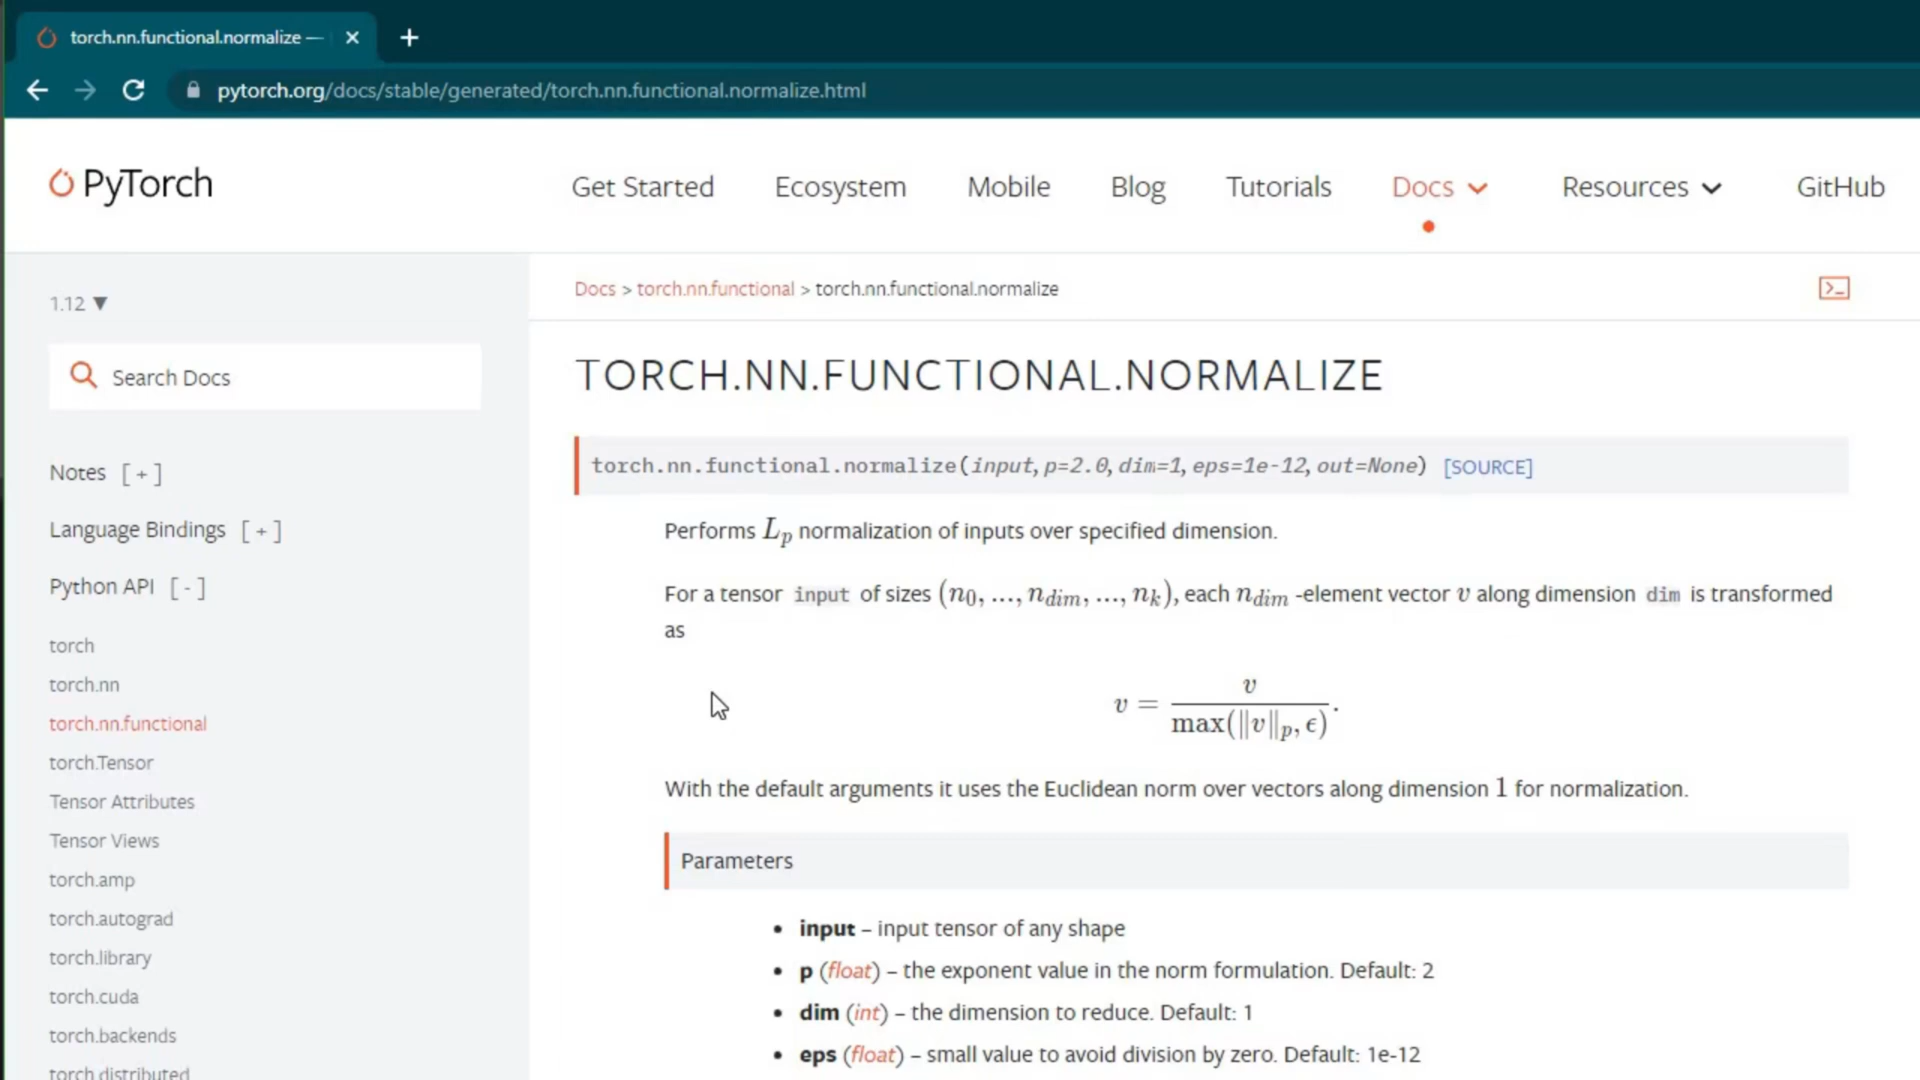 torch.nn.functional.normalize —
pytorch.org/docs/stable/generated/torch.nn.functional.normalize.html
PyTorch
Get Started Ecosystem Mobile Blog Tutorials Docs Resources GitHub
1.12 ▼
Docs > torch.nn.functional > torch.nn.functional.normalize
Search Docs
TORCH.NN.FUNCTIONAL.NORMALIZE
Notes [ + ]
Language Bindings [ + ]
Python API [ - ]
torch
torch.nn
torch.nn.functional
torch.Tensor
Tensor Attributes
Tensor Views
torch.amp
torch.autograd
torch.library
torch.cuda
torch.backends
torch.distributed
torch.nn.functional.normalize(input, p=2.0, dim=1, eps=1e-12, out=None) [SOURCE]
Performs L_p normalization of inputs over specified dimension.
For a tensor input of sizes (n_0, ..., n_dim, ..., n_k), each n_dim -element vector v along dimension dim is transformed
as
v = v / max(‖v‖_p, ϵ) .
With the default arguments it uses the Euclidean norm over vectors along dimension 1 for normalization.
Parameters
• input – input tensor of any shape
• p (float) – the exponent value in the norm formulation. Default: 2
• dim (int) – the dimension to reduce. Default: 1
• eps (float) – small value to avoid division by zero. Default: 1e-12